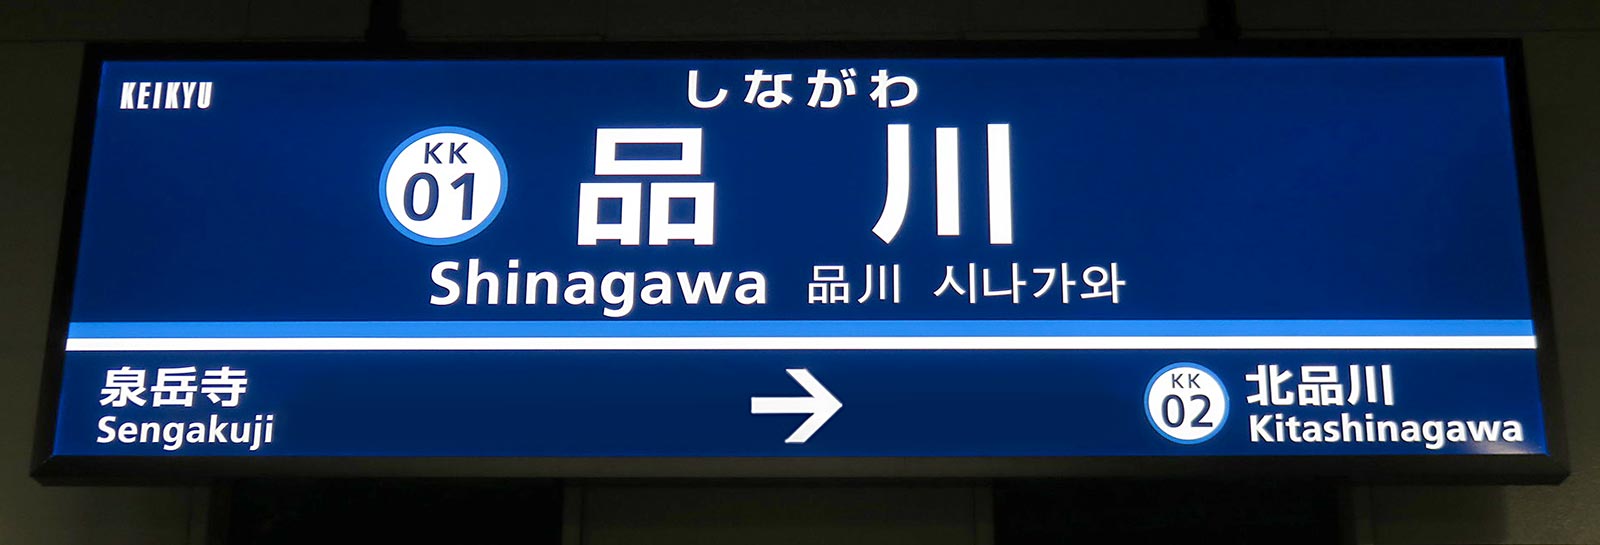 KEIKYU
しながわ
KK
01
品川
Shinagawa 品川 시나가와
泉岳寺
Sengakuji
→
KK
02
北品川
Kitashinagawa